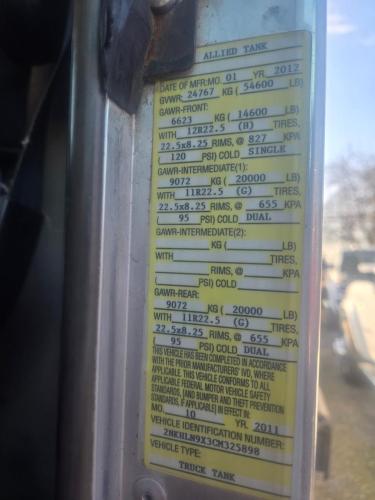 ALLIED TANK
DATE OF MFR: MO. 01 YR. 2012
GVWR: 24767 KG ( 54600 LB)
GAWR-FRONT:
6623 KG ( 14600 LB)
WITH 12R22.5 (H) TIRES,
22.5x8.25 RIMS, @ 827 KPA
( 120 PSI) COLD SINGLE
GAWR-INTERMEDIATE(1):
9072 KG ( 20000 LB)
WITH 11R22.5 (G) TIRES,
22.5x8.25 RIMS, @ 655 KPA
( 95 PSI) COLD DUAL
GAWR-INTERMEDIATE(2):
KG ( LB)
WITH TIRES,
RIMS, @ KPA
( PSI) COLD
GAWR-REAR:
9072 KG ( 20000 LB)
WITH 11R22.5 (G) TIRES,
22.5x8.25 RIMS, @ 655 KPA
( 95 PSI) COLD DUAL
THIS VEHICLE HAS BEEN COMPLETED IN ACCORDANCE
WITH THE PRIOR MANUFACTURERS' IVD, WHERE
APPLICABLE. THIS VEHICLE CONFORMS TO ALL
APPLICABLE FEDERAL MOTOR VEHICLE SAFETY
STANDARDS, [AND BUMPER AND THEFT PREVENTION
STANDARDS, IF APPLICABLE] IN EFFECT IN:
MO. 10 YR. 2011
VEHICLE IDENTIFICATION NUMBER:
2NKHLN9X3CM325898
VEHICLE TYPE:
TRUCK TANK